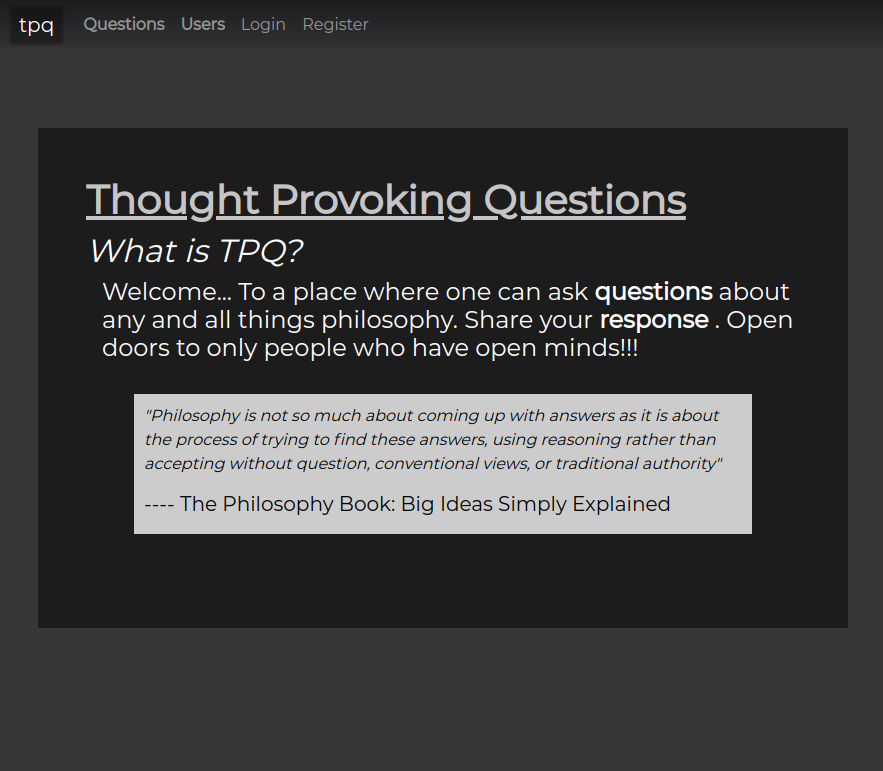 tpq Questions Users Login Register
Thought Provoking Questions
What is TPQ?
Welcome... To a place where one can ask questions about
any and all things philosophy. Share your response . Open
doors to only people who have open minds!!!
"Philosophy is not so much about coming up with answers as it is about
the process of trying to find these answers, using reasoning rather than
accepting without question, conventional views, or traditional authority"
---- The Philosophy Book: Big Ideas Simply Explained